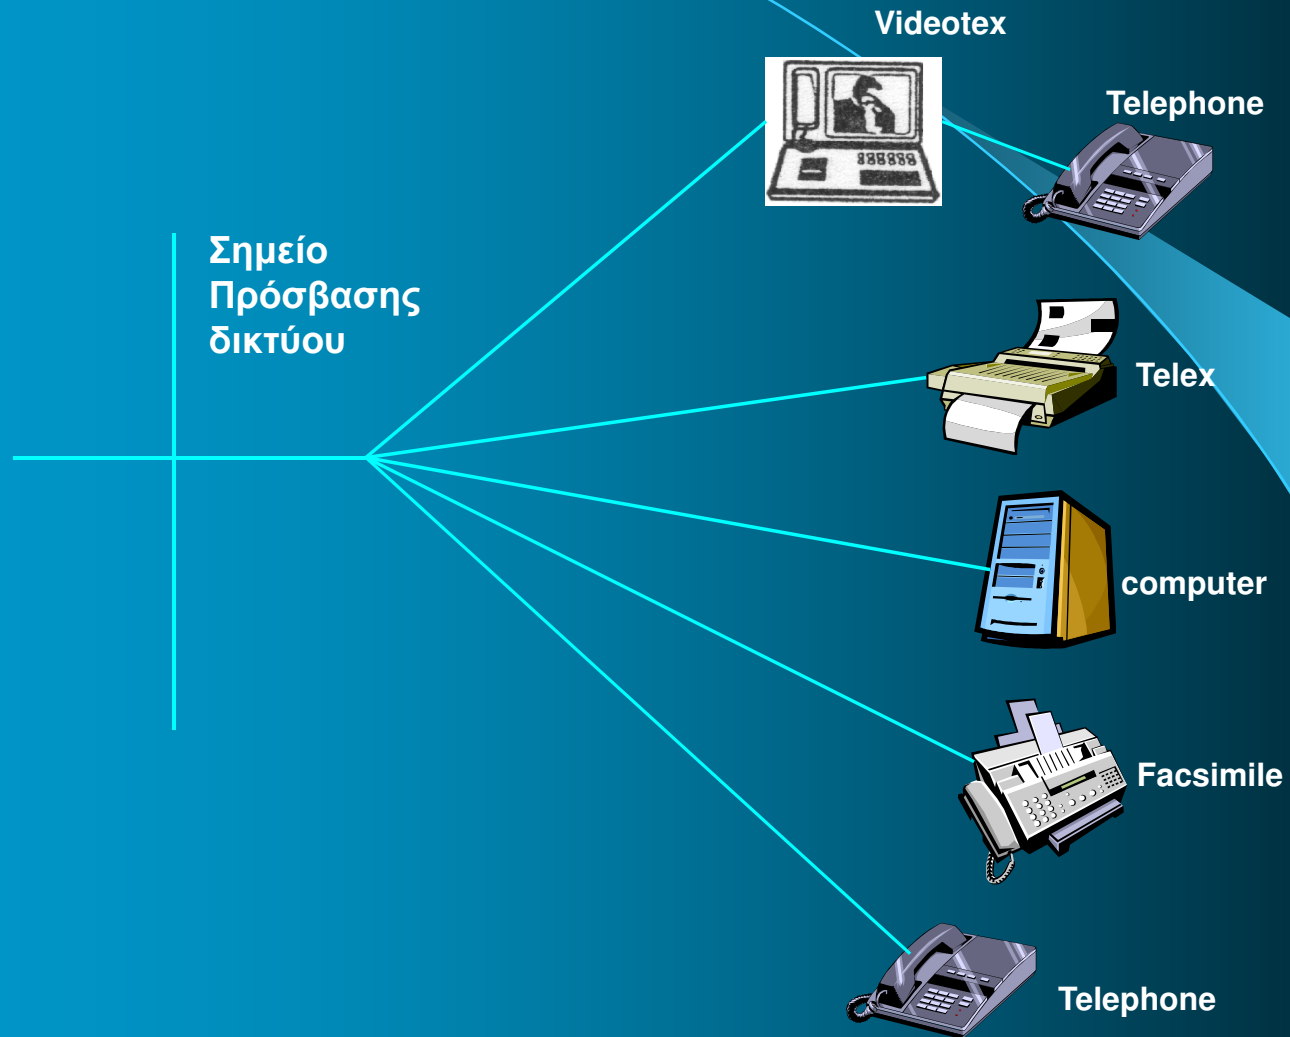 Videotex
Telephone
Σημείο
Πρόσβασης
δικτύου
Telex
computer
Facsimile
Telephone